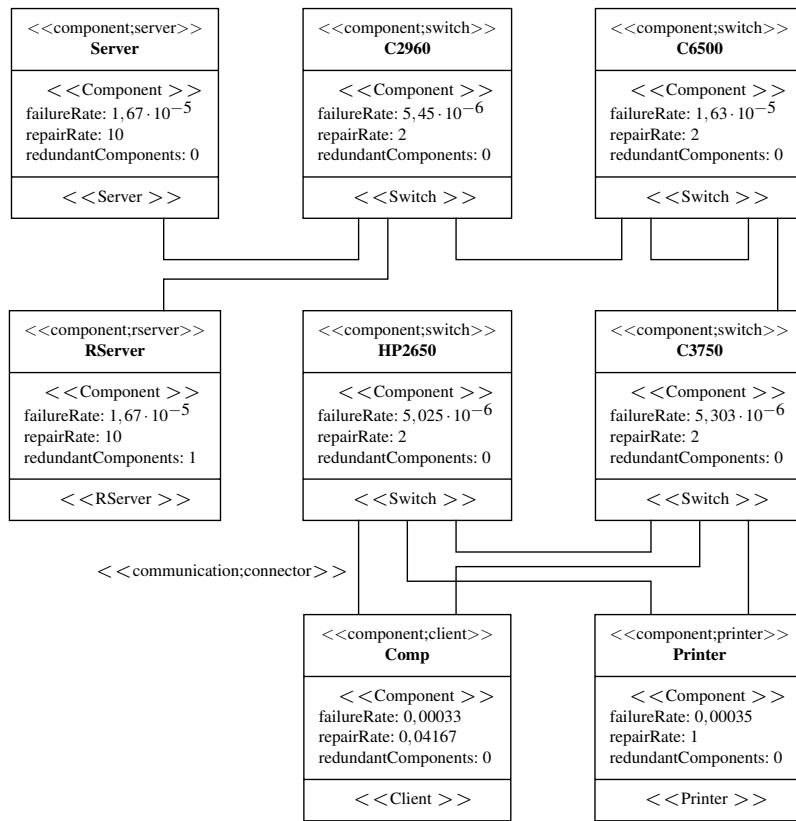 <<component;server>>
Server
<<Component >>
failureRate: 1,67·10−5
repairRate: 10
redundantComponents: 0
<<Server >>
<<component;switch>>
C2960
<<Component >>
failureRate: 5,45·10−6
repairRate: 2
redundantComponents: 0
<<Switch >>
<<component;switch>>
C6500
<<Component >>
failureRate: 1,63·10−5
repairRate: 2
redundantComponents: 0
<<Switch >>
<<component;rserver>>
RServer
<<Component >>
failureRate: 1,67·10−5
repairRate: 10
redundantComponents: 1
<<RServer >>
<<component;switch>>
HP2650
<<Component >>
failureRate: 5,025·10−6
repairRate: 2
redundantComponents: 0
<<Switch >>
<<component;switch>>
C3750
<<Component >>
failureRate: 5,303·10−6
repairRate: 2
redundantComponents: 0
<<Switch >>
<<communication;connector>>
<<component;client>>
Comp
<<Component >>
failureRate: 0,00033
repairRate: 0,04167
redundantComponents: 0
<<Client >>
<<component;printer>>
Printer
<<Component >>
failureRate: 0,00035
repairRate: 1
redundantComponents: 0
<<Printer >>